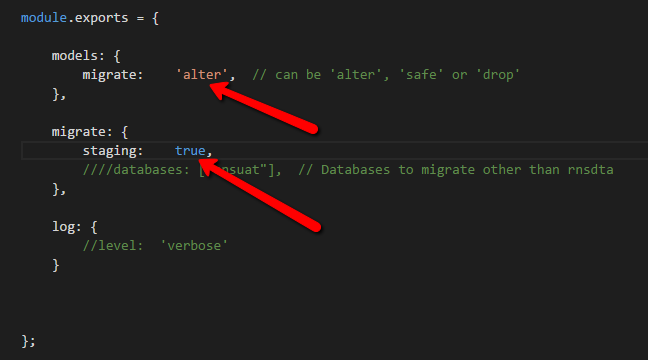 module.exports = {
models: {
migrate: 'alter', // can be 'alter', 'safe' or 'drop'
},
migrate: {
staging: true,
////databases: [ nsuat"], // Databases to migrate other than rnsdta
},
log: {
//level: 'verbose'
}
};